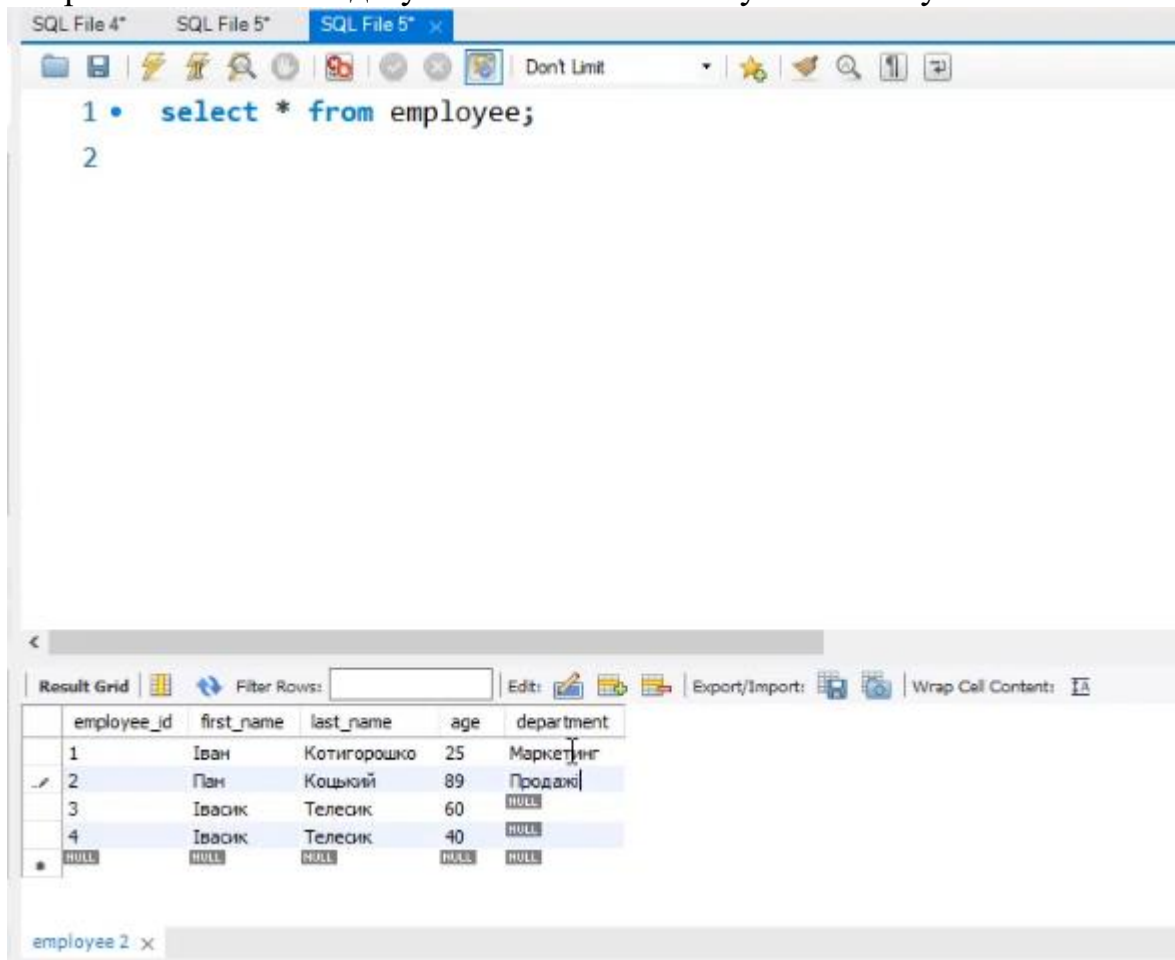 SQL File 4* SQL File 5* SQL File 5* ×
Don't Limit
1 • select * from employee;
2
Result Grid Filter Rows: Edit: Export/Import: Wrap Cell Content: IA
employee_id first_name last_name age department
1 Іван Котигорошко 25 Маркетинг
2 Пан Коцький 89 Продажі
3 Івасик Телесик 60 NULL
4 Івасик Телесик 40 NULL
NULL NULL NULL NULL NULL
employee 2 ×